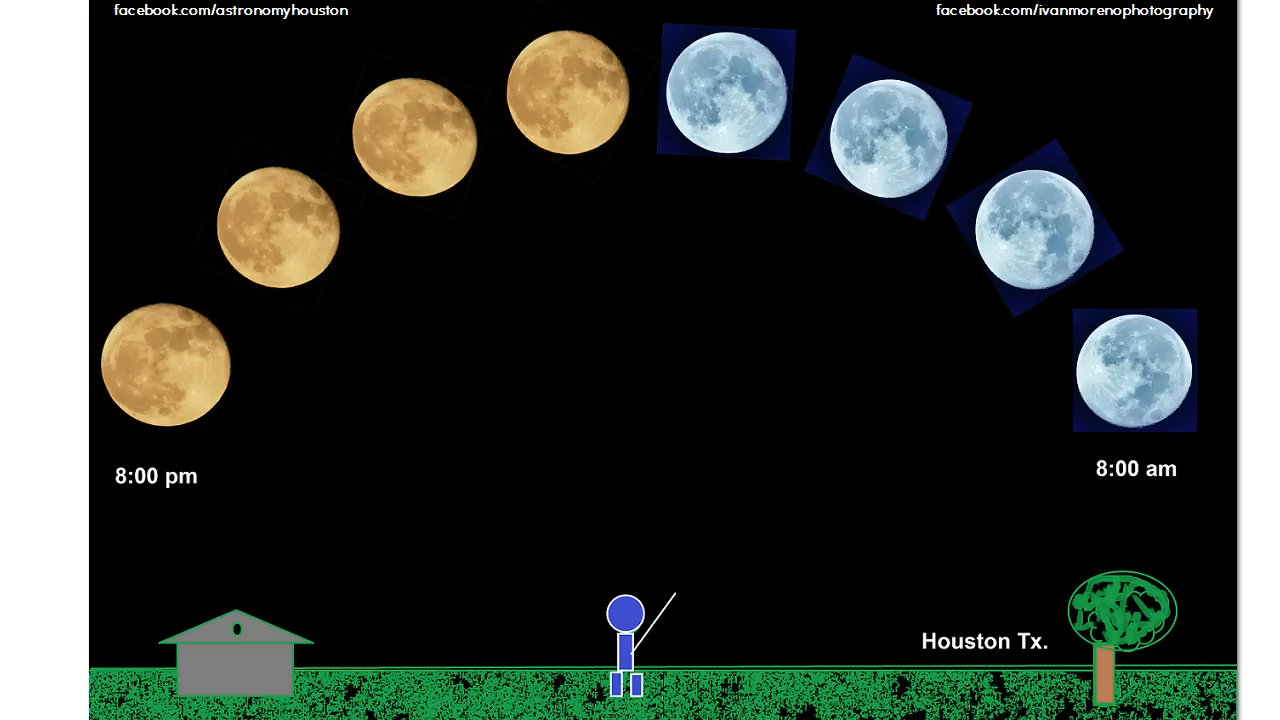 facebook.com/astronomyhouston
facebook.com/ivanmorenophotography
8:00 pm
8:00 am
Houston Tx.